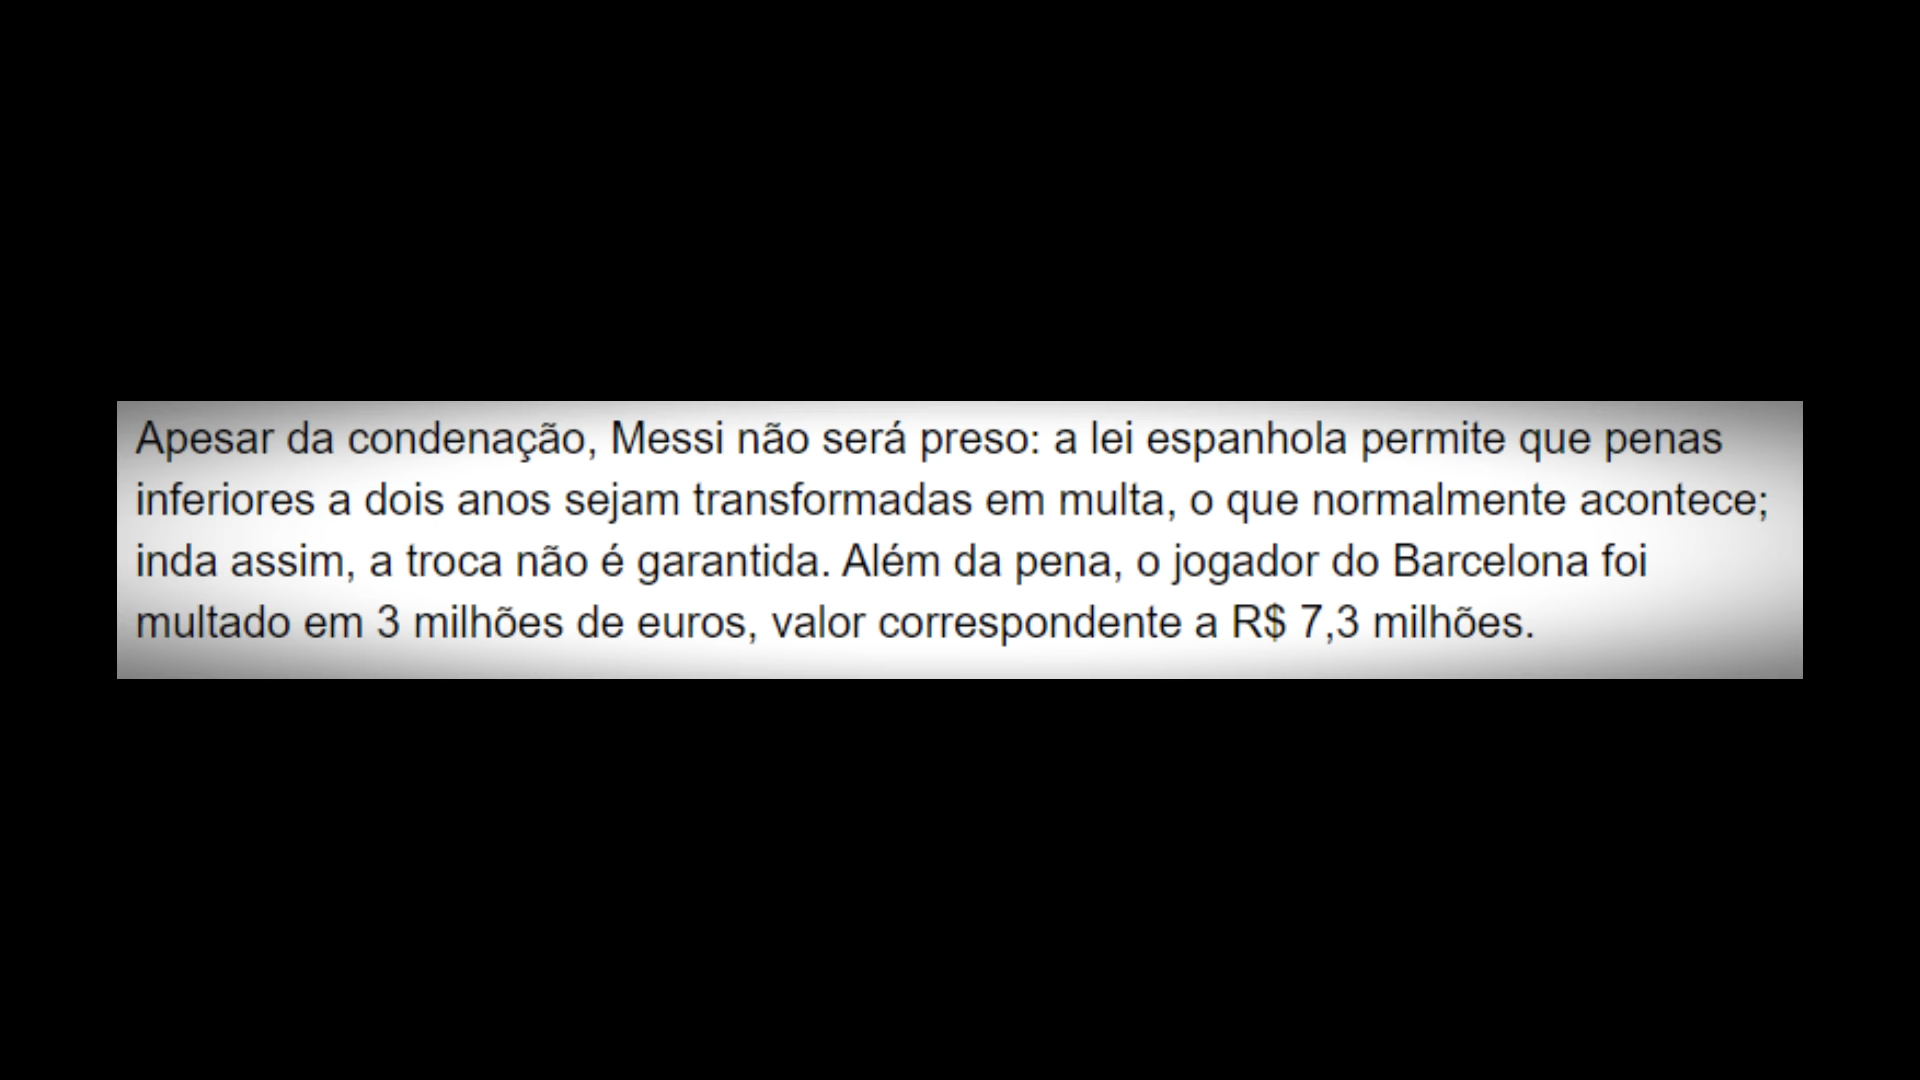 Apesar da condenação, Messi não será preso: a lei espanhola permite que penas
inferiores a dois anos sejam transformadas em multa, o que normalmente acontece;
inda assim, a troca não é garantida. Além da pena, o jogador do Barcelona foi
multado em 3 milhões de euros, valor correspondente a R$ 7,3 milhões.